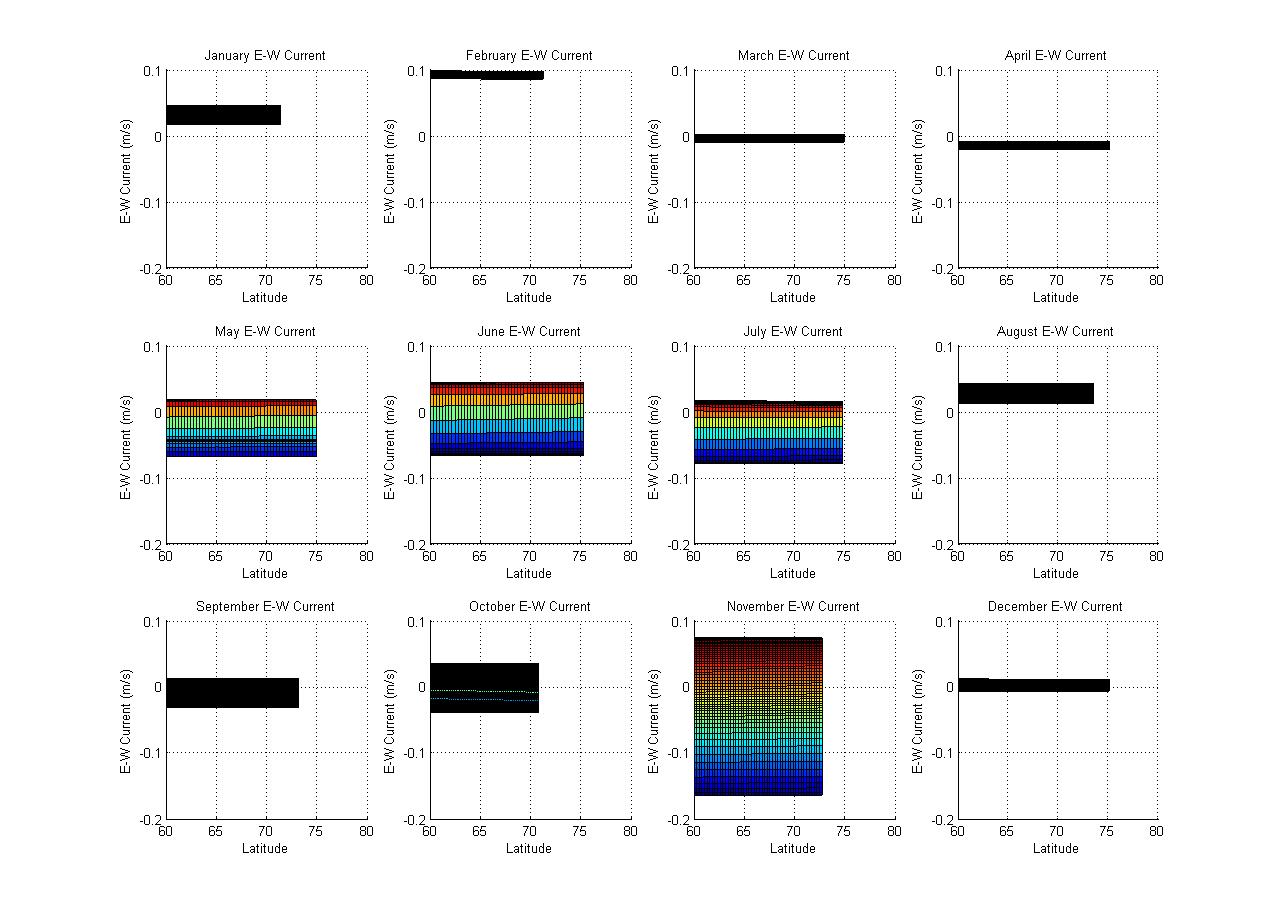 January E-W Current
February E-W Current
March E-W Current
April E-W Current
0.1
0
-0.1
-0.2
E-W Current (m/s)
60 65 70 75 80
Latitude
0.1
0
-0.1
-0.2
E-W Current (m/s)
60 65 70 75 80
Latitude
0.1
0
-0.1
-0.2
E-W Current (m/s)
60 65 70 75 80
Latitude
0.1
0
-0.1
-0.2
E-W Current (m/s)
60 65 70 75 80
Latitude
May E-W Current
June E-W Current
July E-W Current
August E-W Current
0.1
0
-0.1
-0.2
E-W Current (m/s)
60 65 70 75 80
Latitude
0.1
0
-0.1
-0.2
E-W Current (m/s)
60 65 70 75 80
Latitude
0.1
0
-0.1
-0.2
E-W Current (m/s)
60 65 70 75 80
Latitude
0.1
0
-0.1
-0.2
E-W Current (m/s)
60 65 70 75 80
Latitude
September E-W Current
October E-W Current
November E-W Current
December E-W Current
0.1
0
-0.1
-0.2
E-W Current (m/s)
60 65 70 75 80
Latitude
0.1
0
-0.1
-0.2
E-W Current (m/s)
60 65 70 75 80
Latitude
0.1
0
-0.1
-0.2
E-W Current (m/s)
60 65 70 75 80
Latitude
0.1
0
-0.1
-0.2
E-W Current (m/s)
60 65 70 75 80
Latitude